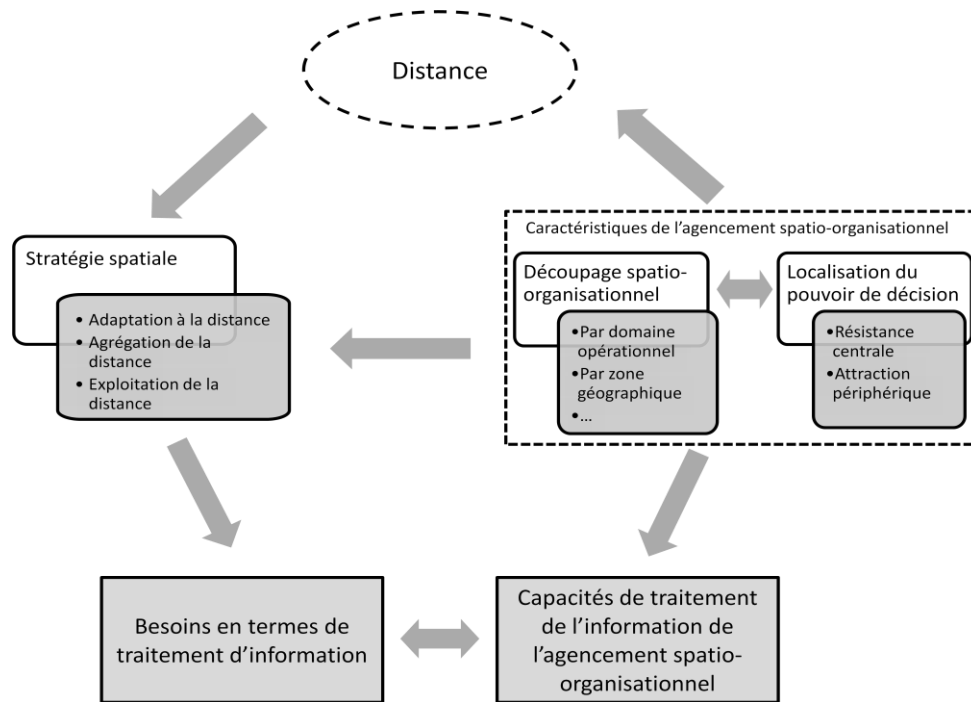 Distance
Caractéristiques de l'agencement spatio-organisationnel
Stratégie spatiale
• Adaptation à la distance
• Agrégation de la
distance
• Exploitation de la
distance
Découpage spatio-
organisationnel
•Par domaine
opérationnel
•Par zone
géographique
•...
Localisation du
pouvoir de décision
•Résistance
centrale
•Attraction
périphérique
Besoins en termes de
traitement d'information
Capacités de traitement
de l'information de
l'agencement spatio-
organisationnel